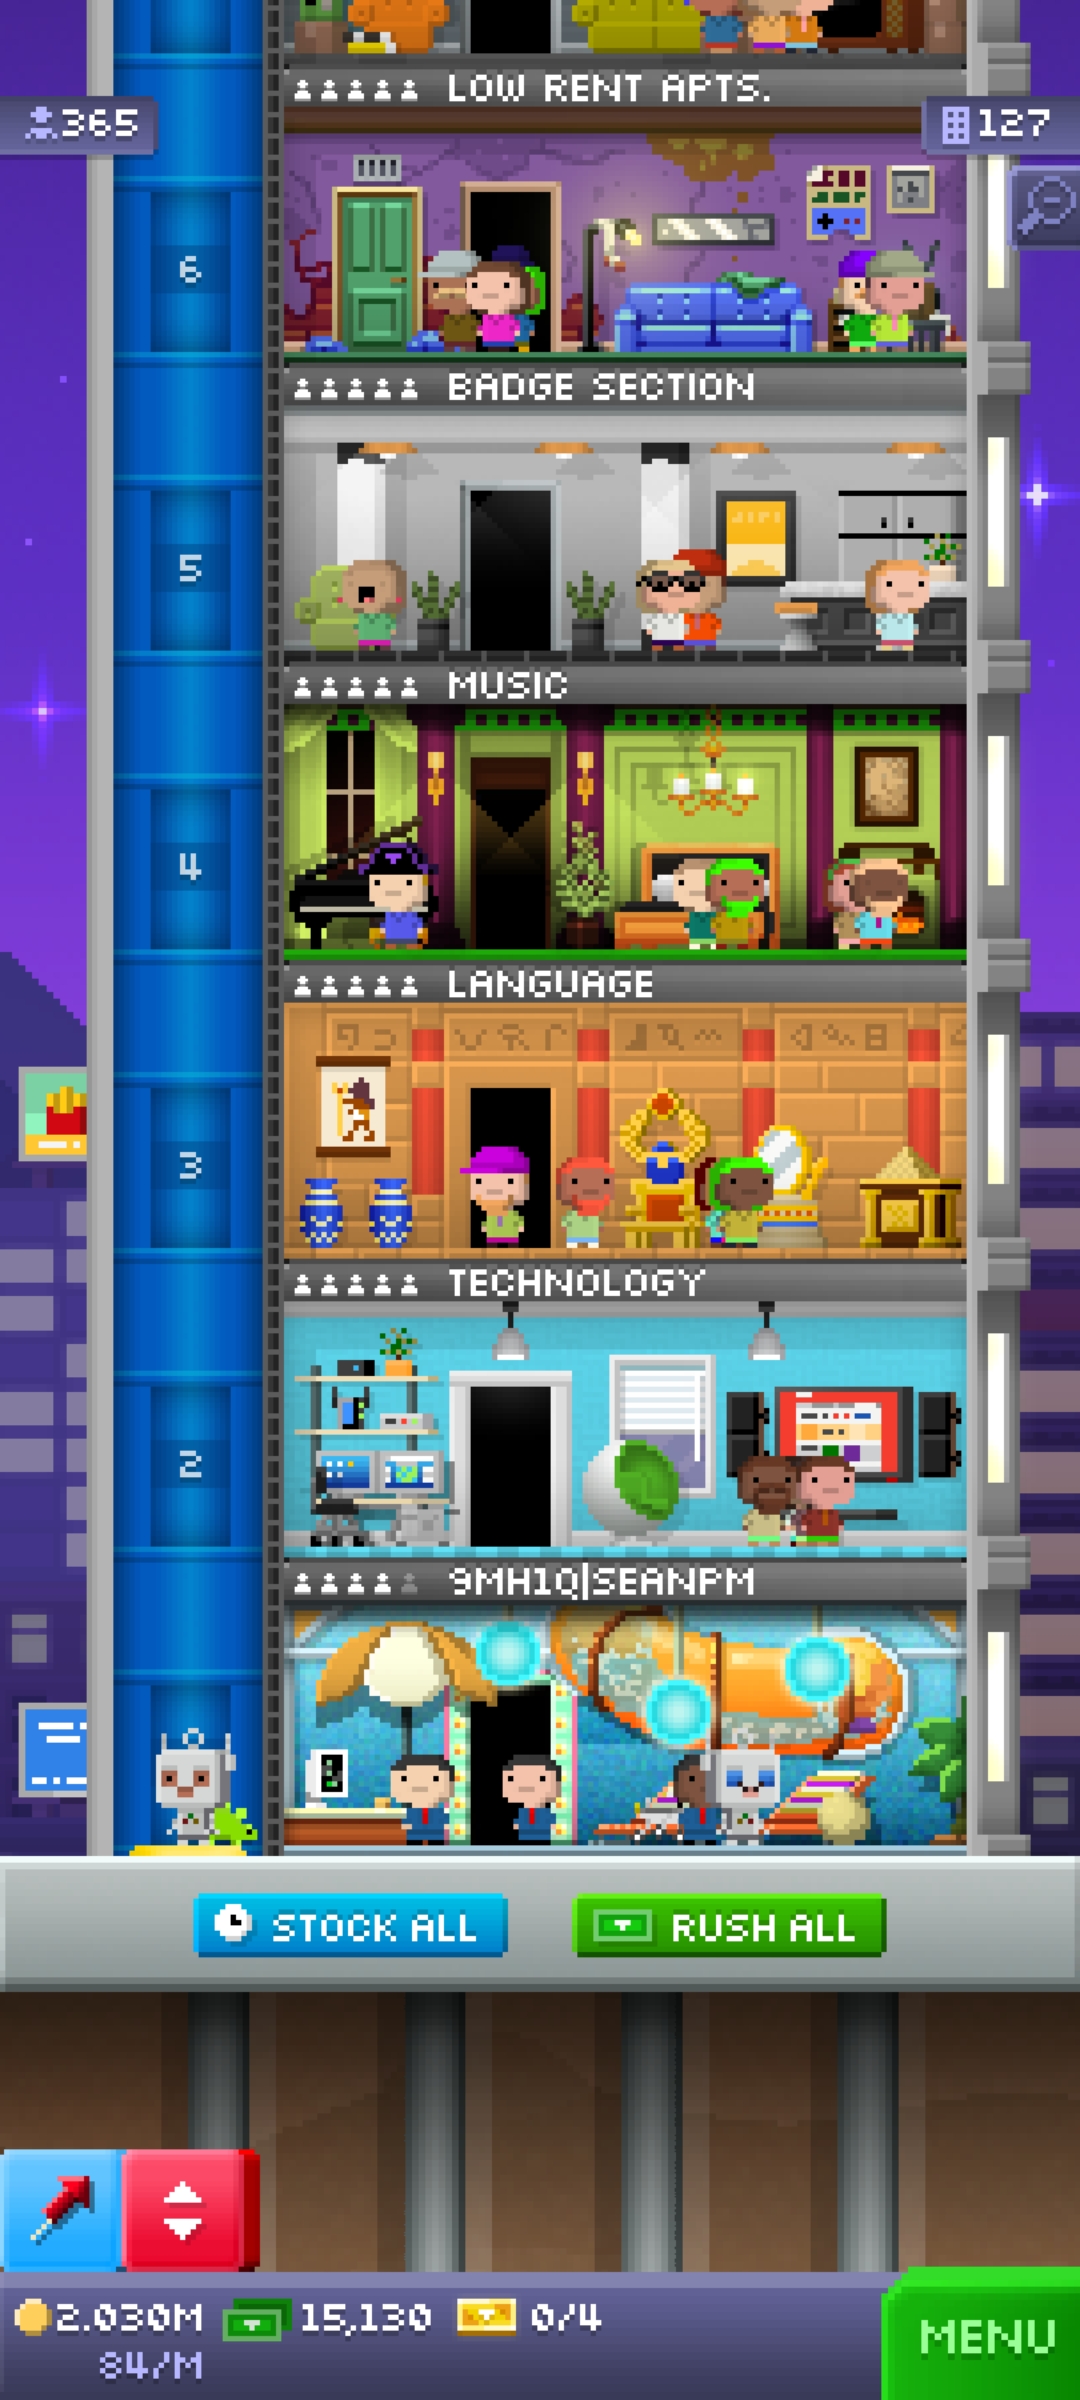 LOW RENT APTS.
365
127
6
BADGE SECTION
5
MUSIC
4
LANGUAGE
3
TECHNOLOGY
2
9MH1Q|SEANPM
STOCK ALL
RUSH ALL
2.030M
15,130
0/4
84/M
MENU